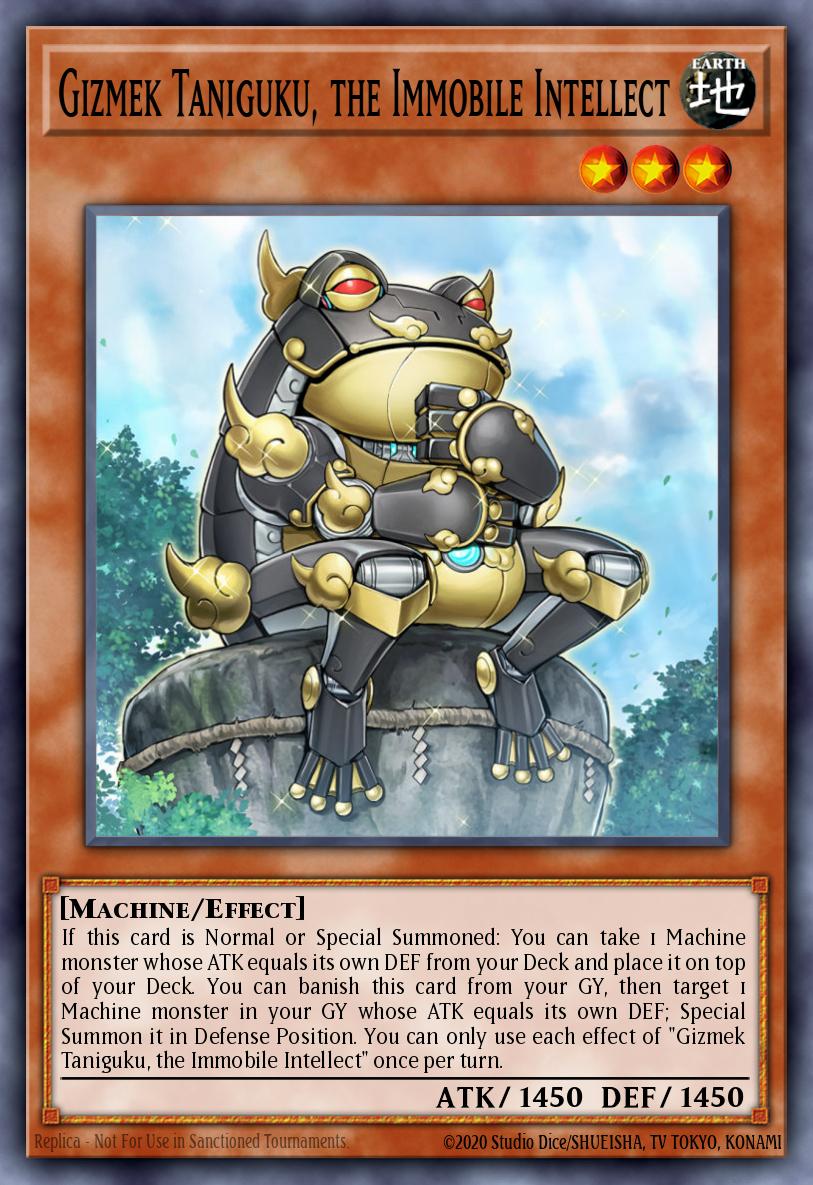 Gizmek Taniguku, the Immobile Intellect
EARTH
地
[Machine/Effect]
If this card is Normal or Special Summoned: You can take 1 Machine
monster whose ATK equals its own DEF from your Deck and place it on top
of your Deck. You can banish this card from your GY, then target 1
Machine monster in your GY whose ATK equals its own DEF; Special
Summon it in Defense Position. You can only use each effect of "Gizmek
Taniguku, the Immobile Intellect" once per turn.
ATK/ 1450 DEF/ 1450
Replica - Not For Use in Sanctioned Tournaments.
©2020 Studio Dice/SHUEISHA, TV TOKYO, KONAMI